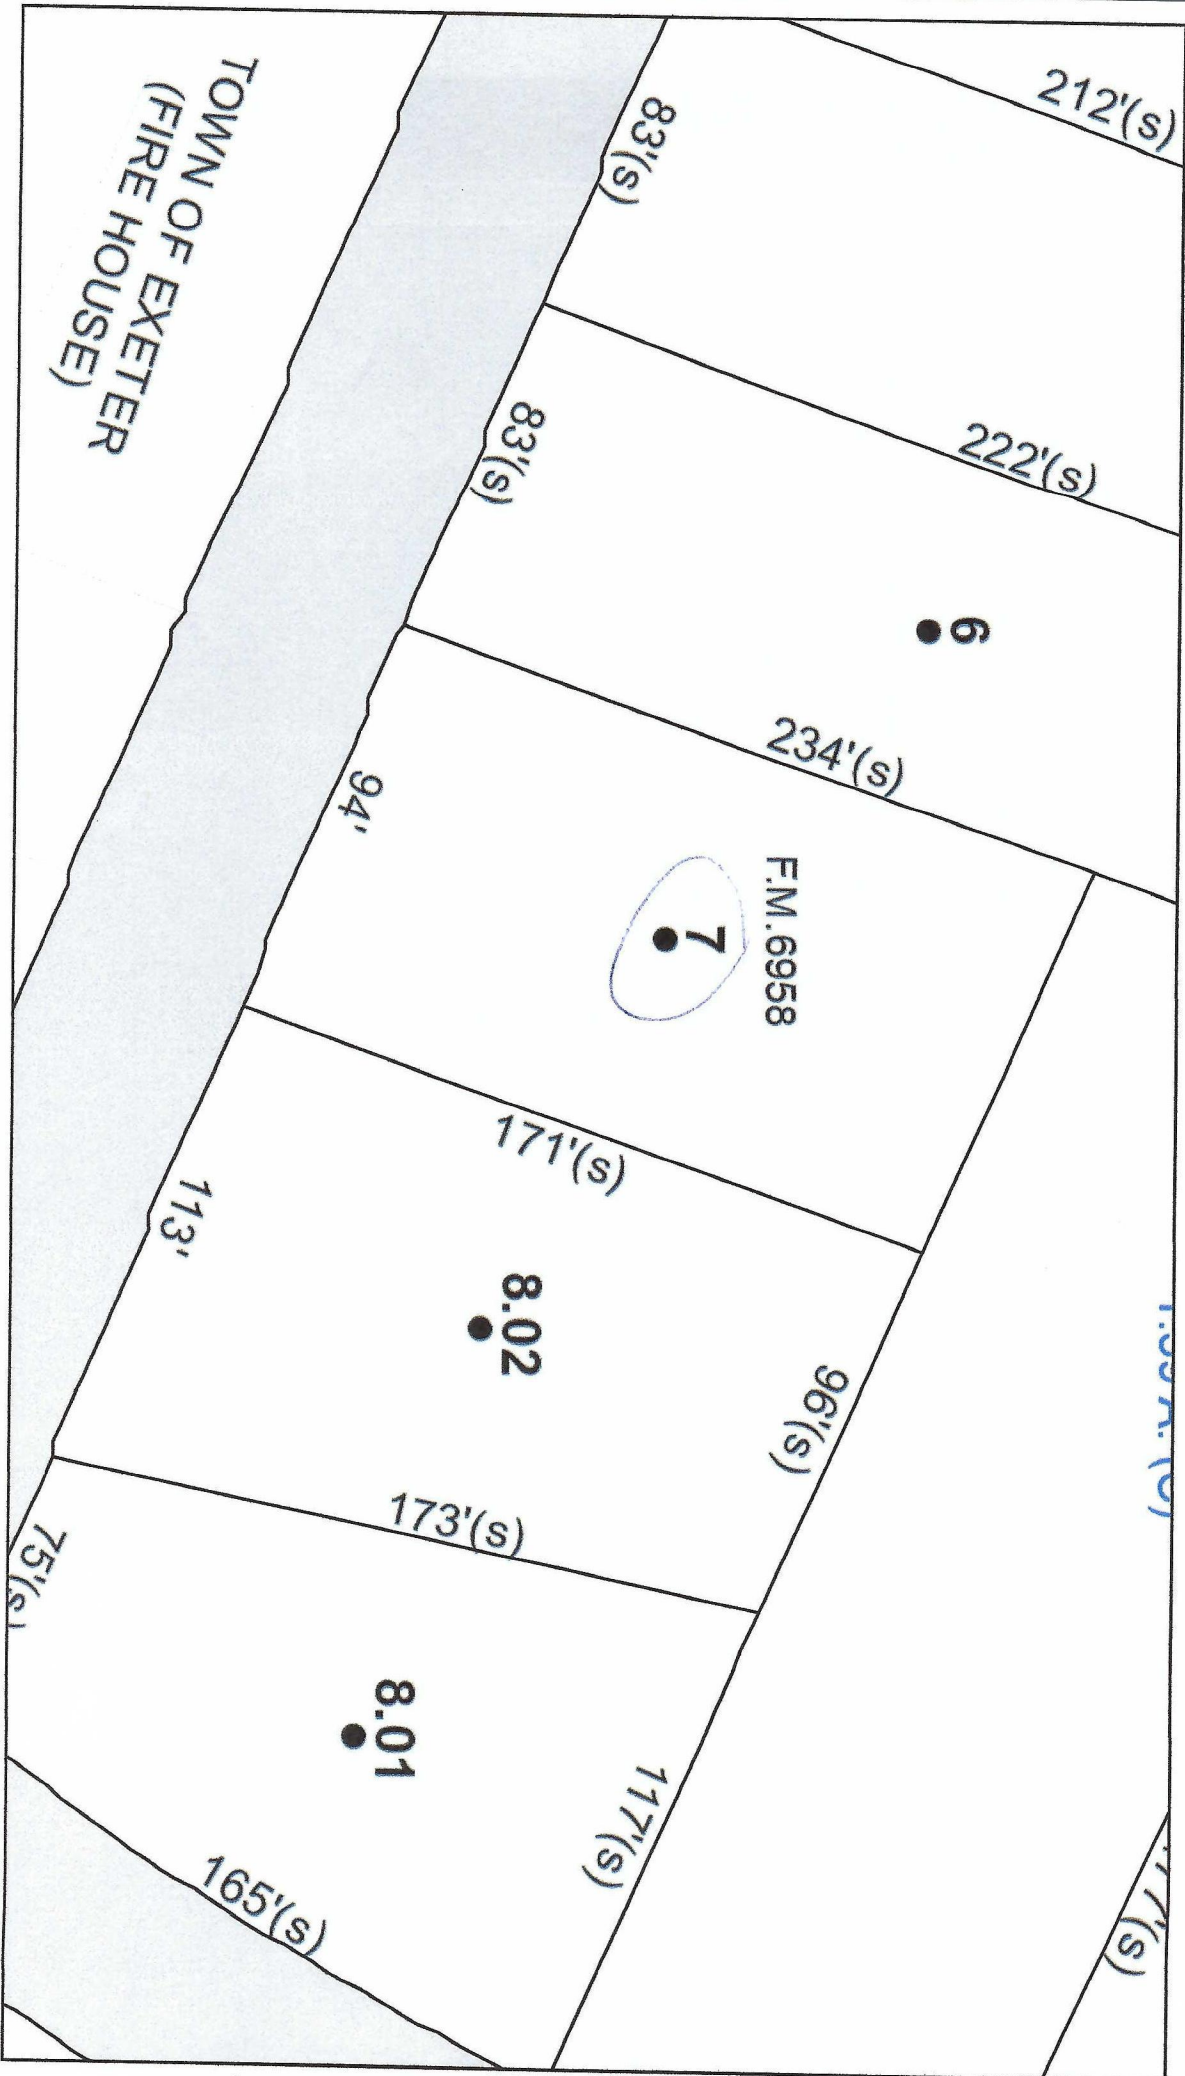 212'(s)
83'(s)
222'(s)
83'(s)
6
234'(s)
94'
F.M.6958
7
171'(s)
113'
8.02
96'(s)
173'(s)
75'(s)
8.01
117'(s)
165'(s)
TOWN OF EXETER
(FIRE HOUSE)